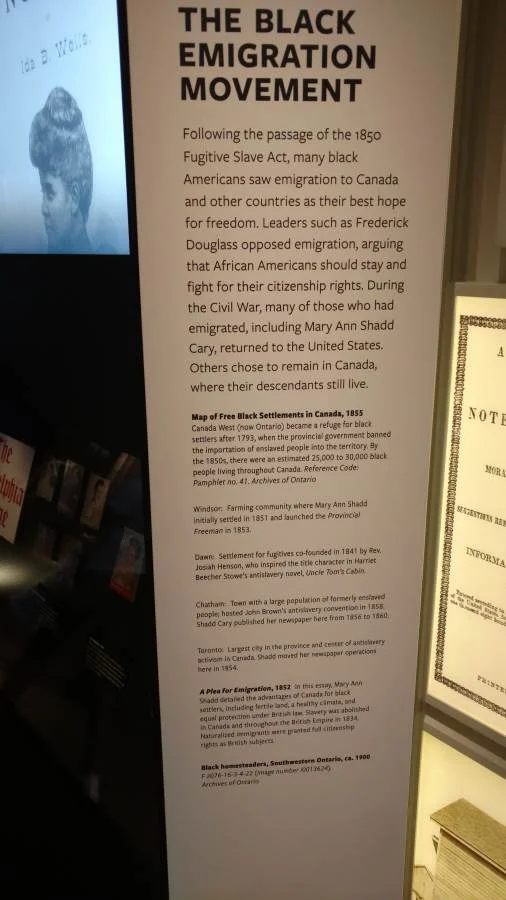 Ida B. Wells.
THE BLACK
EMIGRATION
MOVEMENT
Following the passage of the 1850
Fugitive Slave Act, many black
Americans saw emigration to Canada
and other countries as their best hope
for freedom. Leaders such as Frederick
Douglass opposed emigration, arguing
that African Americans should stay and
fight for their citizenship rights. During
the Civil War, many of those who had
emigrated, including Mary Ann Shadd
Cary, returned to the United States.
Others chose to remain in Canada,
where their descendants still live.
Map of Free Black Settlements in Canada, 1855
Canada West (now Ontario) became a refuge for black
settlers after 1793, when the provincial government banned
the importation of enslaved people into the territory. By
the 1850s, there were an estimated 25,000 to 30,000 black
people living throughout Canada. Reference Code:
Pamphlet no. 41. Archives of Ontario
Windsor: Farming community where Mary Ann Shadd
initially settled in 1851 and launched the Provincial
Freeman in 1853.
Dawn: Settlement for fugitives co-founded in 1841 by Rev.
Josiah Henson, who inspired the title character in Harriet
Beecher Stowe's antislavery novel, Uncle Tom's Cabin.
Chatham: Town with a large population of formerly enslaved
people; hosted John Brown's antislavery convention in 1858.
Shadd Cary published her newspaper here from 1856 to 1860.
Toronto: Largest city in the province and center of antislavery
activism in Canada. Shadd moved her newspaper operations
here in 1854.
A Plea for Emigration, 1852 In this essay, Mary Ann
Shadd detailed the advantages of Canada for black
settlers, including fertile land, a healthy climate, and
equal protection under British law. Slavery was abolished
in Canada and throughout the British Empire in 1834.
Naturalized immigrants were granted full citizenship
rights as British subjects.
Black homesteaders, Southwestern Ontario, ca. 1900
F 2076-16-3-4-22 (Image number I0013624).
Archives of Ontario
The
A
NOTE
MORA
INFORMA
PRINTE